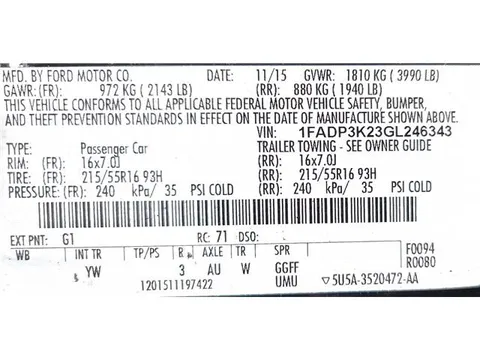 MFD. BY FORD MOTOR CO. 11/15 GVWR: 1810 KG ( 3990 LB)
GAWR: (FR): 972 KG ( 2143 LB) (RR): 880 KG ( 1940 LB)
THIS VEHICLE CONFORMS TO ALL APPLICABLE FEDERAL MOTOR VEHICLE SAFETY, BUMPER,
AND THEFT PREVENTION STANDARDS IN EFFECT ON THE DATE OF MANUFACTURE SHOWN ABOVE.
VIN: 1FADP3K23GL246343
TYPE: Passenger Car TRAILER TOWING - SEE OWNER GUIDE
RIM: (FR) 16x7.0J (RR): 16x7.0J
TIRE: (FR) 215/55R16 93H (RR): 215/55R16 93H
PRESSURE: (FR) 240 kPa/ 35 PSI COLD (RR): 240 kPa/ 35 PSI COLD
EXT PNT: G1 RC: 71 DSO:
WB INT TR TP/PS R AXLE TR SPR F0094
YW 3 AU W GGFF R0080
1201511197422 UMU ▽5U5A-3520472-AA